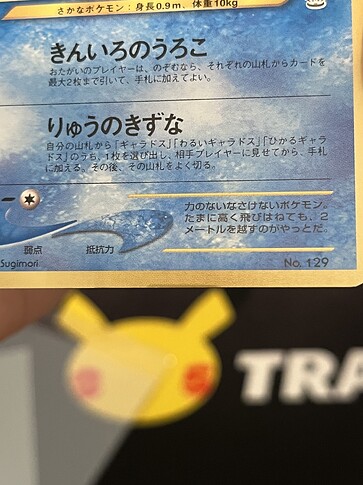 さかなポケモン：身長0.9m、体重10kg
きんいろのうろこ
おたがいのプレイヤーは、のぞむなら、それぞれの山札からカードを
最大2枚まで引いて、手札に加えてよい。
りゅうのきずな
自分の山札から「ギャラドス」「わるいギャラドス」「ひかるギャラ
ドス」のうち、1枚を選び出し、相手プレイヤーに見せてから、手札
に加える。その後、その山札をよく切る。
力のないなさけないポケモン。
たまに高く飛びはねても、2
メートルを越すのがやっとだ。
弱点 抵抗力
Sugimori
No. 129
TRA